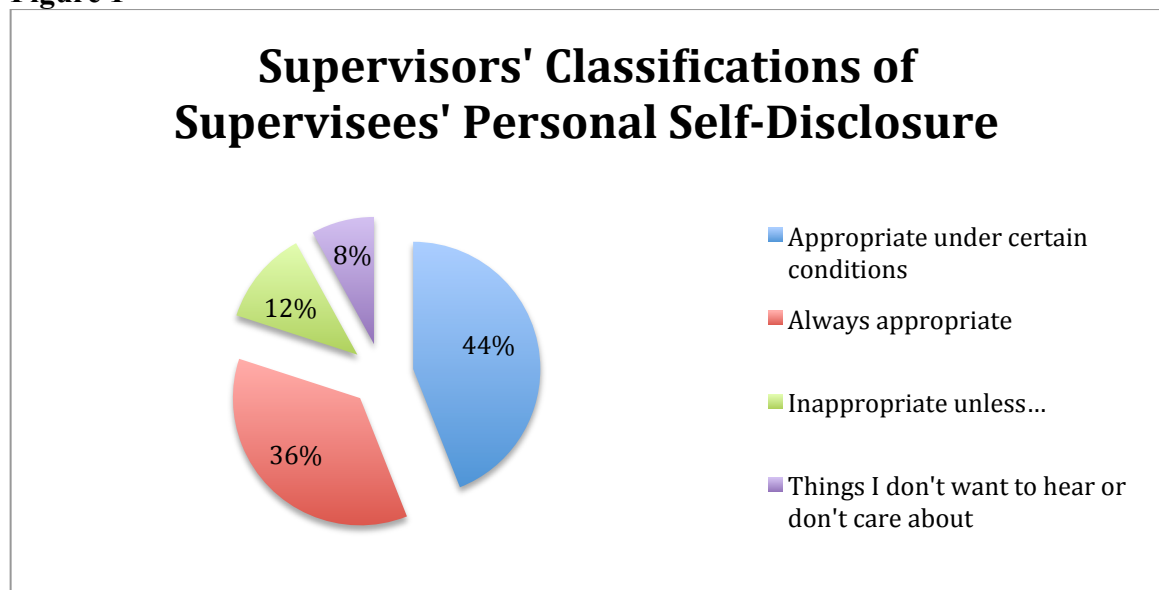 Supervisors' Classifications of
Supervisees' Personal Self-Disclosure
8%
12%
44%
36%
Appropriate under certain
conditions
Always appropriate
Inappropriate unless…
Things I don't want to hear or
don't care about